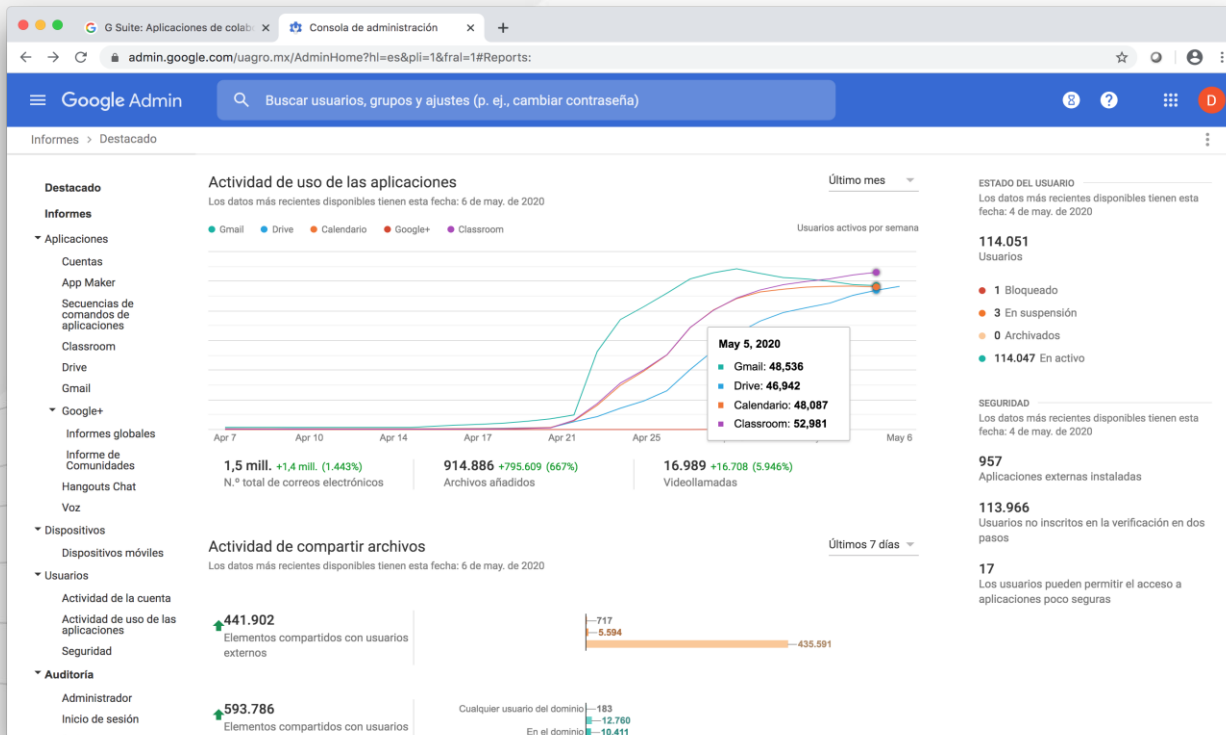 G Suite: Aplicaciones de colab
Consola de administración
admin.google.com/uagro.mx/AdminHome?hl=es&pli=1&fral=1#Reports:
Google Admin
Buscar usuarios, grupos y ajustes (p. ej., cambiar contraseña)
D
Informes > Destacado
Destacado
Informes
Aplicaciones
Cuentas
App Maker
Secuencias de
comandos de
aplicaciones
Classroom
Drive
Gmail
Google+
Informes globales
Informe de
Comunidades
Hangouts Chat
Voz
Dispositivos
Dispositivos móviles
Usuarios
Actividad de la cuenta
Actividad de uso de las
aplicaciones
Seguridad
Auditoría
Administrador
Inicio de sesión
Actividad de uso de las aplicaciones
Último mes
Los datos más recientes disponibles tienen esta fecha: 6 de may. de 2020
Gmail Drive Calendario Google+ Classroom
Usuarios activos por semana
May 5, 2020
Gmail: 48,536
Drive: 46,942
Calendario: 48,087
Classroom: 52,981
Apr 7 Apr 10 Apr 14 Apr 17 Apr 21 Apr 25 May 6
1,5 mill. +1,4 mill. (1.443%)
N.º total de correos electrónicos
914.886 +795.609 (667%)
Archivos añadidos
16.989 +16.708 (5.946%)
Videollamadas
Actividad de compartir archivos
Últimos 7 días
Los datos más recientes disponibles tienen esta fecha: 6 de may. de 2020
441.902
Elementos compartidos con usuarios
externos
717
5.594
435.591
593.786
Elementos compartidos con usuarios
Cualquier usuario del dominio 183
12.760
En el dominio 10.411
ESTADO DEL USUARIO
Los datos más recientes disponibles tienen esta
fecha: 4 de may. de 2020
114.051
Usuarios
1 Bloqueado
3 En suspensión
0 Archivados
114.047 En activo
SEGURIDAD
Los datos más recientes disponibles tienen esta
fecha: 4 de may. de 2020
957
Aplicaciones externas instaladas
113.966
Usuarios no inscritos en la verificación en dos
pasos
17
Los usuarios pueden permitir el acceso a
aplicaciones poco seguras